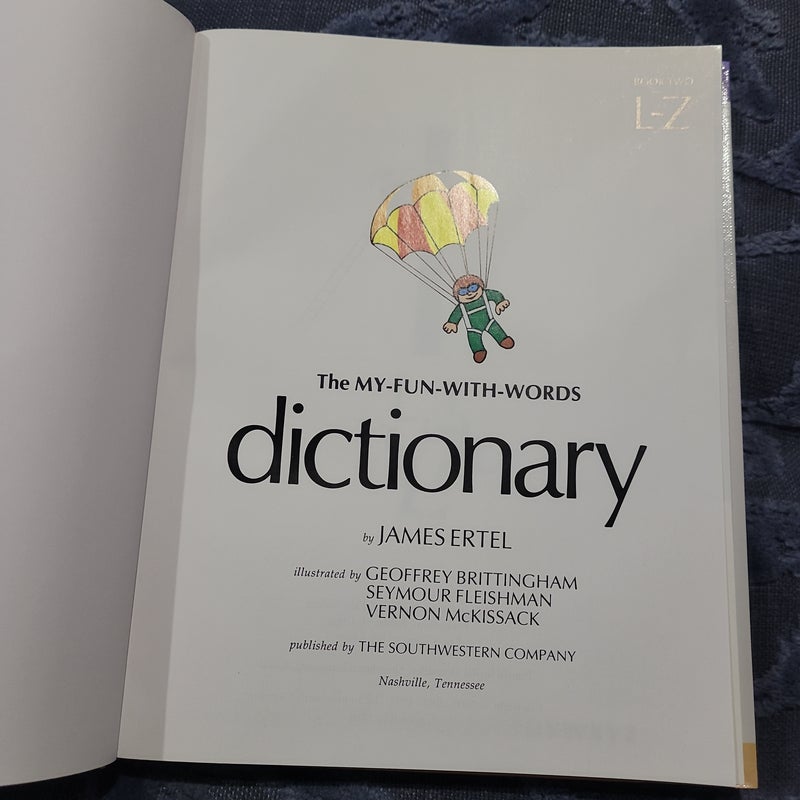 BOOK TWO
L-Z
The MY-FUN-WITH-WORDS
dictionary
by JAMES ERTEL
illustrated by GEOFFREY BRITTINGHAM
SEYMOUR FLEISHMAN
VERNON McKISSACK
published by THE SOUTHWESTERN COMPANY
Nashville, Tennessee